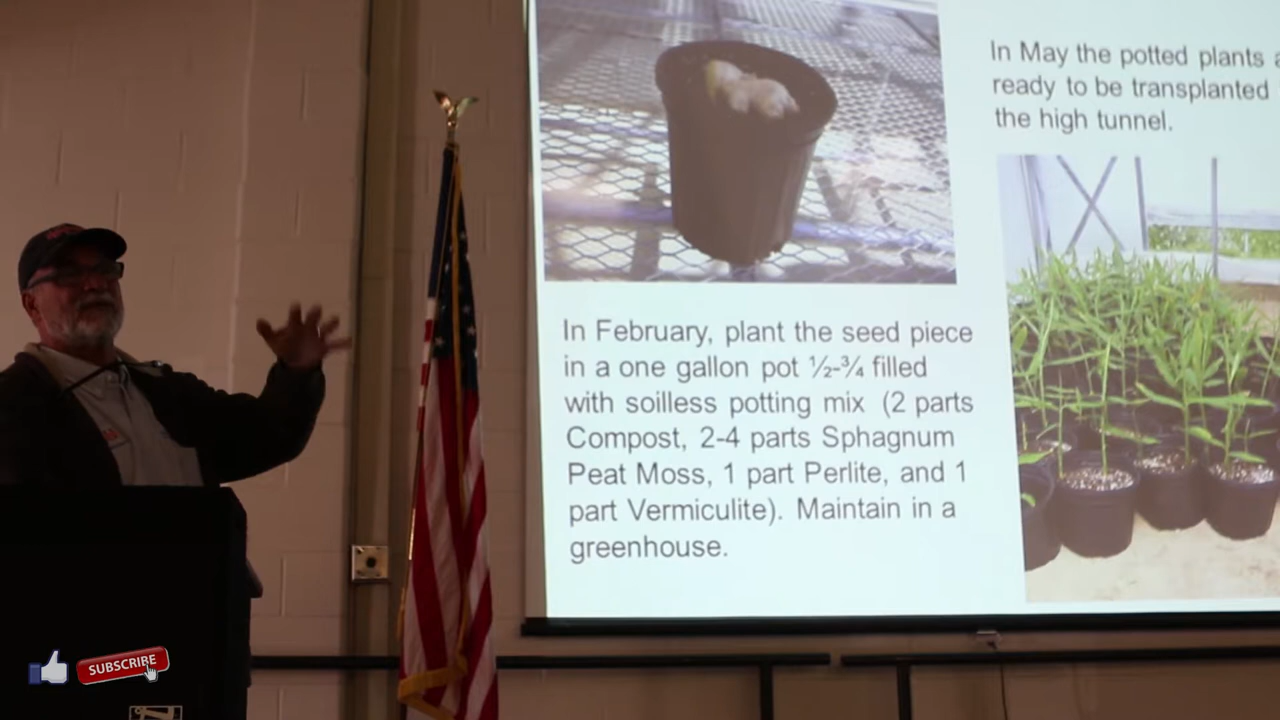 In February, plant the seed piece
in a one gallon pot ½-¾ filled
with soilless potting mix (2 parts
Compost, 2-4 parts Sphagnum
Peat Moss, 1 part Perlite, and 1
part Vermiculite). Maintain in a
greenhouse.
In May the potted plants
ready to be transplanted
the high tunnel.
SUBSCRIBE